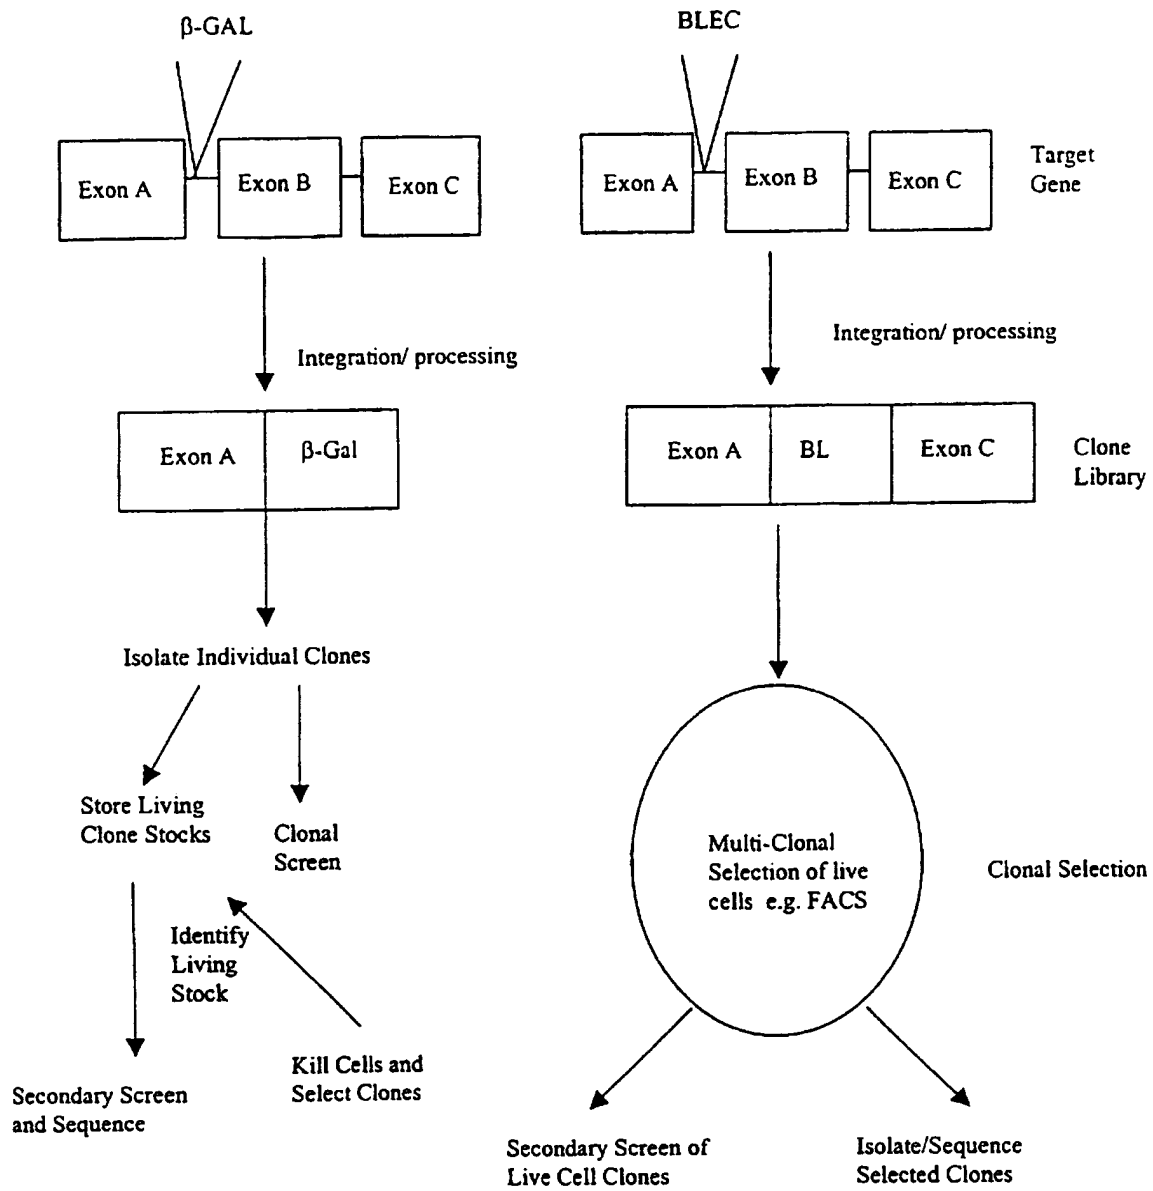 β-GAL
BLEC
Exon A
Exon B
Exon C
Exon A
Exon B
Exon C
Target
Gene
Integration/ processing
Integration/ processing
Exon A
β-Gal
Exon A
BL
Exon C
Clone
Library
Isolate Individual Clones
Store Living
Clone Stocks
Clonal
Screen
Multi-Clonal
Selection of live
cells e.g. FACS
Clonal Selection
Identify
Living
Stock
Kill Cells and
Select Clones
Secondary Screen
and Sequence
Secondary Screen of
Live Cell Clones
Isolate/Sequence
Selected Clones